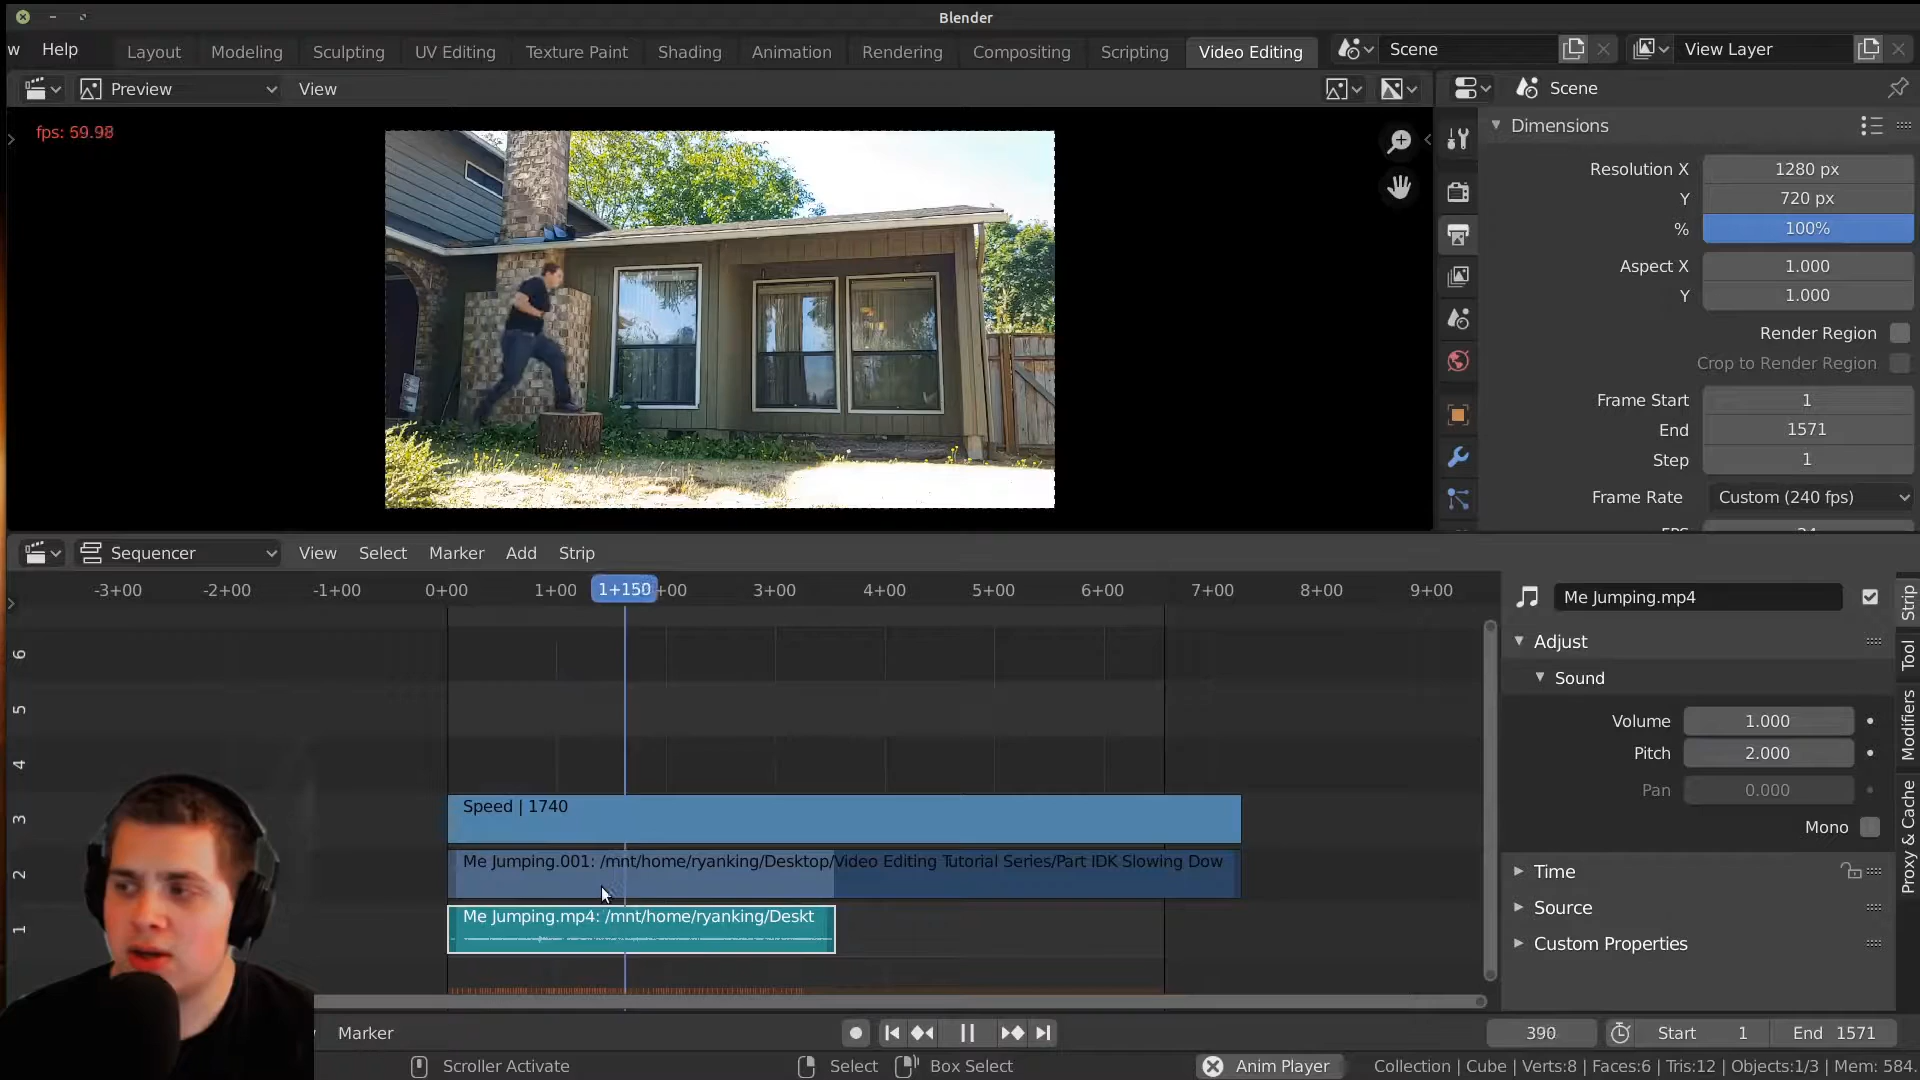 Blender
w Help Layout Modeling Sculpting UV Editing Texture Paint Shading Animation Rendering Compositing Scripting Video Editing Scene View Layer
Preview View Scene
fps: 59.98
Dimensions
Resolution X 1280 px
Y 720 px
% 100%
Aspect X 1.000
Y 1.000
Render Region
Crop to Render Region
Frame Start 1
End 1571
Step 1
Frame Rate Custom (240 fps)
Sequencer View Select Marker Add Strip
-3+00 -2+00 -1+00 0+00 1+00 1+150 +00 3+00 4+00 5+00 6+00 7+00 8+00 9+00
6
5
4
3
2
1
Speed | 1740
Me Jumping.001: /mnt/home/ryanking/Desktop/Video Editing Tutorial Series/Part IDK Slowing Dow
Me Jumping.mp4: /mnt/home/ryanking/Deskt
Me Jumping.mp4
Adjust
Sound
Volume 1.000
Pitch 2.000
Pan 0.000
Mono
Time
Source
Custom Properties
Strip
Tool
Modifiers
Proxy & Cache
Marker 390 Start 1 End 1571
Scroller Activate Select Box Select Anim Player Collection | Cube | Verts:8 | Faces:6 | Tris:12 | Objects:1/3 | Mem: 584.